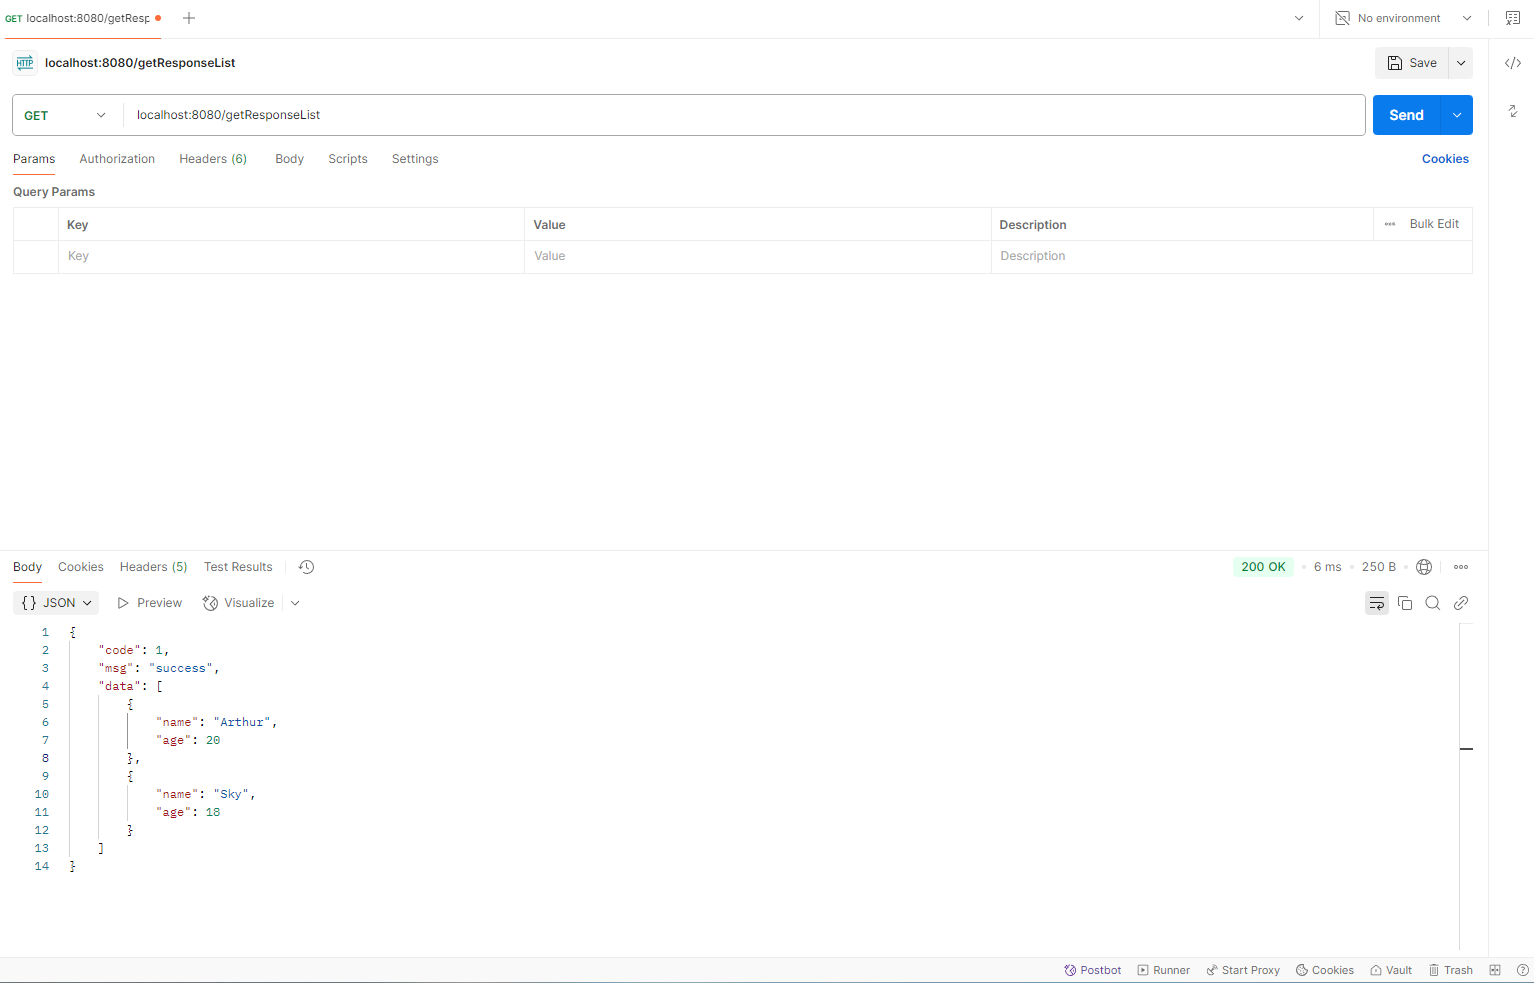 GET localhost:8080/getResp
No environment
HTTP localhost:8080/getResponseList
Save
GET localhost:8080/getResponseList
Send
Params Authorization Headers (6) Body Scripts Settings Cookies
Query Params
Key Value Description Bulk Edit
Key Value Description
Body Cookies Headers (5) Test Results 200 OK 6 ms 250 B
{} JSON Preview Visualize
1 {
2 "code": 1,
3 "msg": "success",
4 "data": [
5 {
6 "name": "Arthur",
7 "age": 20
8 },
9 {
10 "name": "Sky",
11 "age": 18
12 }
13 ]
14 }
Postbot Runner Start Proxy Cookies Vault Trash